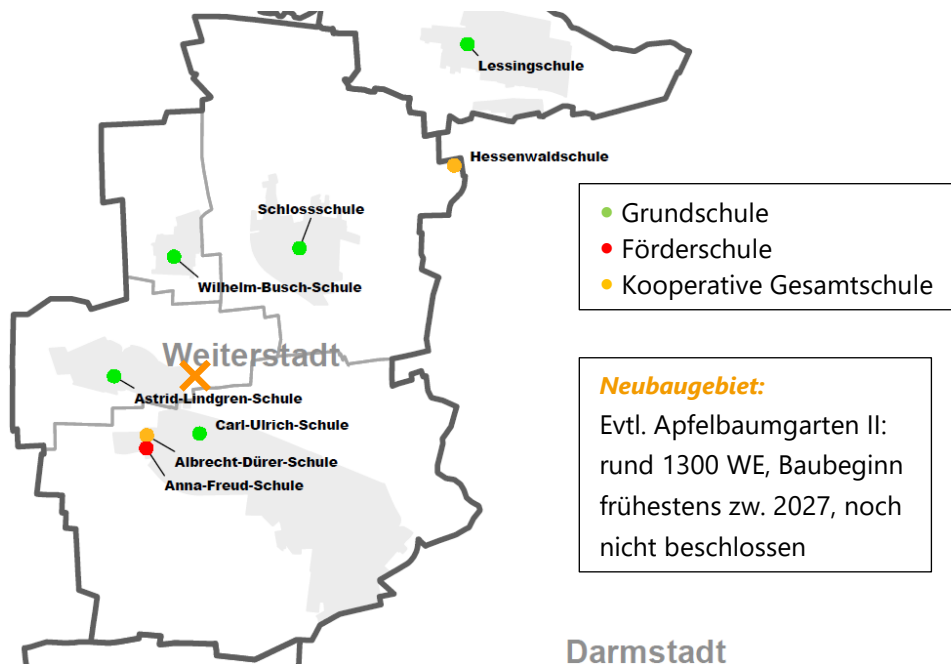 Lessingschule
Hessenwaldschule
Schlossschule
Wilhelm-Busch-Schule
Weiterstadt
Astrid-Lindgren-Schule
Carl-Ulrich-Schule
Albrecht-Dürer-Schule
Anna-Freud-Schule
Darmstadt
Grundschule
Förderschule
Kooperative Gesamtschule
Neubaugebiet:
Evtl. Apfelbaumgarten II:
rund 1300 WE, Baubeginn
frühestens zw. 2027, noch
nicht beschlossen